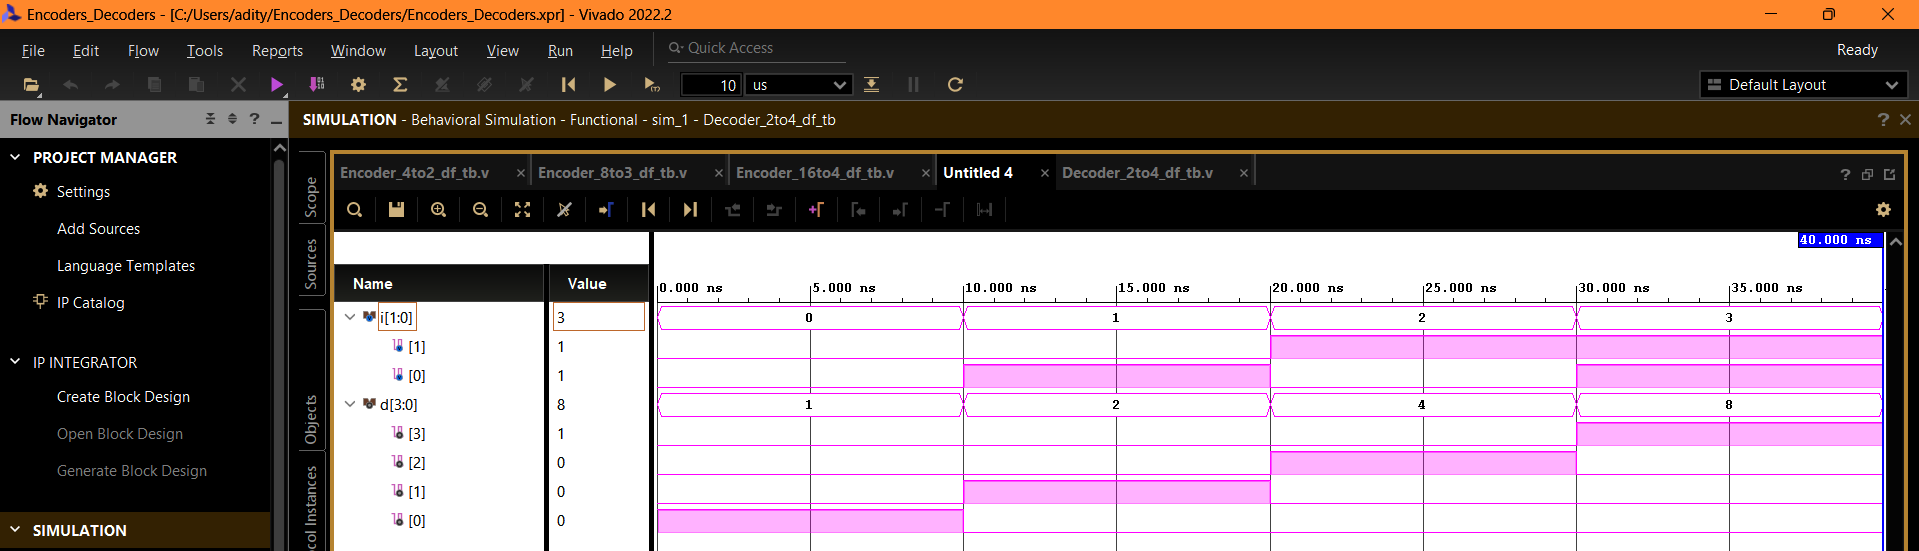 Encoders_Decoders - [C:/Users/adity/Encoders_Decoders/Encoders_Decoders.xpr] - Vivado 2022.2
File Edit Flow Tools Reports Window Layout View Run Help Quick Access Ready
10 us Default Layout
Flow Navigator
SIMULATION - Behavioral Simulation - Functional - sim_1 - Decoder_2to4_df_tb
PROJECT MANAGER
Settings
Add Sources
Language Templates
IP Catalog
IP INTEGRATOR
Create Block Design
Open Block Design
Generate Block Design
SIMULATION
Scope
Sources
Objects
col Instances
Encoder_4to2_df_tb.v Encoder_8to3_df_tb.v Encoder_16to4_df_tb.v Untitled 4 Decoder_2to4_df_tb.v
40.000 ns
Name Value
0.000 ns 5.000 ns 10.000 ns 15.000 ns 20.000 ns 25.000 ns 30.000 ns 35.000 ns
i[1:0] 3 0 1 2 3
[1] 1
[0] 1
d[3:0] 8 1 2 4 8
[3] 1
[2] 0
[1] 0
[0] 0